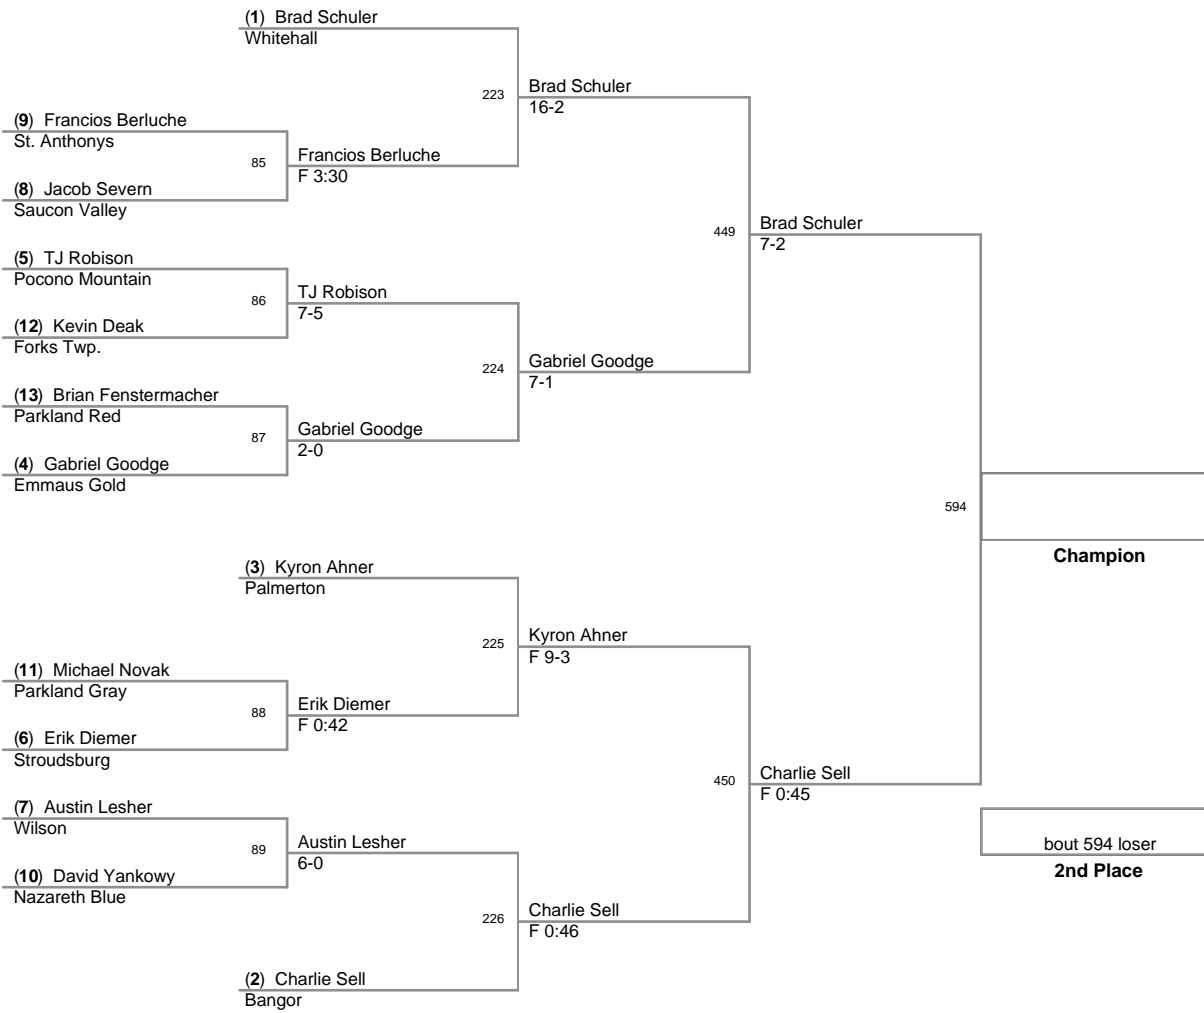 (1) Brad Schuler
Whitehall
223
Brad Schuler
16-2
(9) Francios Berluche
St. Anthonys
85
Francios Berluche
F 3:30
(8) Jacob Severn
Saucon Valley
449
Brad Schuler
7-2
(5) TJ Robison
Pocono Mountain
86
TJ Robison
7-5
(12) Kevin Deak
Forks Twp.
224
Gabriel Goodge
7-1
(13) Brian Fenstermacher
Parkland Red
87
Gabriel Goodge
2-0
(4) Gabriel Goodge
Emmaus Gold
594
Champion
(3) Kyron Ahner
Palmerton
225
Kyron Ahner
F 9-3
(11) Michael Novak
Parkland Gray
88
Erik Diemer
F 0:42
(6) Erik Diemer
Stroudsburg
450
Charlie Sell
F 0:45
(7) Austin Lesher
Wilson
89
Austin Lesher
6-0
(10) David Yankowy
Nazareth Blue
bout 594 loser
2nd Place
226
Charlie Sell
F 0:46
(2) Charlie Sell
Bangor